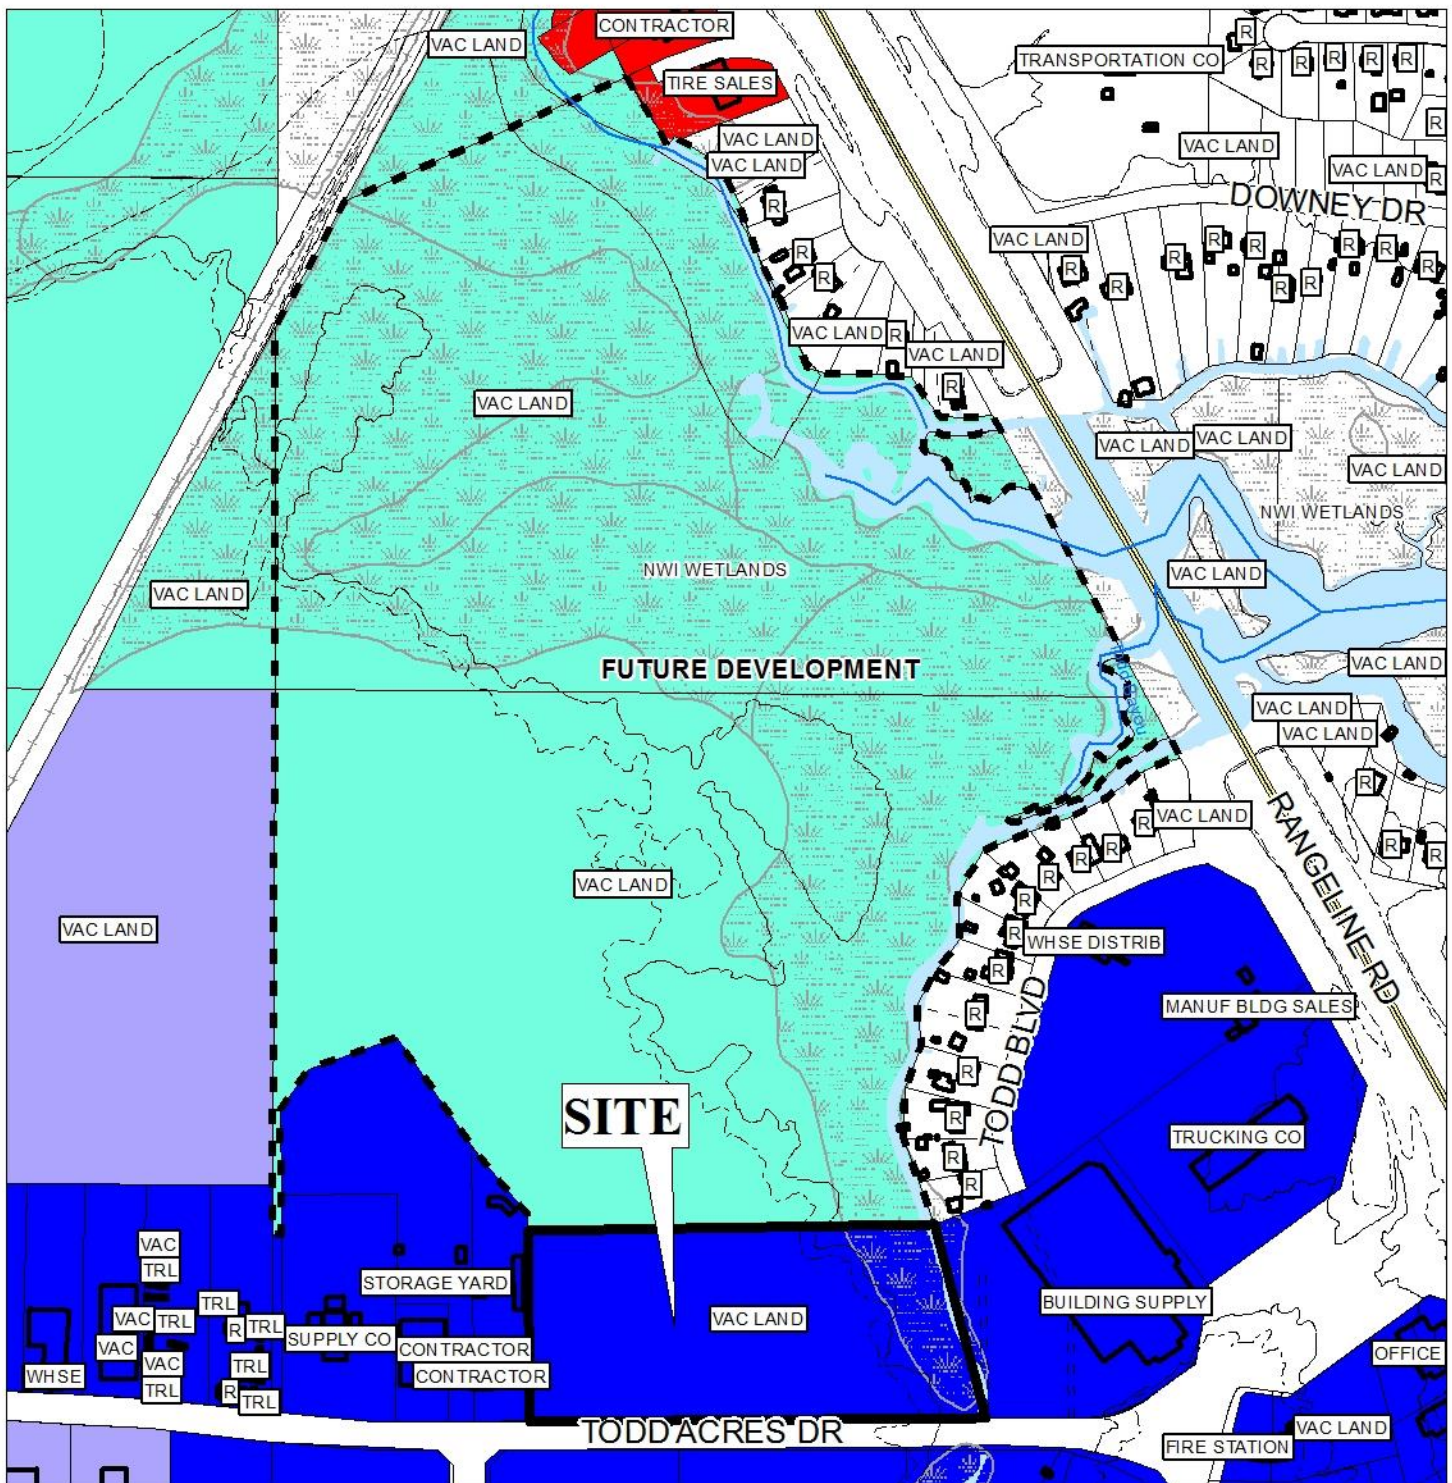 CONTRACTOR
VAC LAND
TRANSPORTATION CO
R
R
R
R
R
R
TIRE SALES
R
VAC LAND
VAC LAND
VAC LAND
VAC LAND
R
R
DOWNEY DR
VAC LAND
R
R
R
R
R
R
R
R
R
R
R
R
R
VAC LAND
R
VAC LAND
R
VAC LAND
VAC LAND
VAC LAND
VAC LAND
NWI WETLANDS
NWI WETLANDS
VAC LAND
VAC LAND
FUTURE DEVELOPMENT
VAC LAND
Third Bayou
VAC LAND
VAC LAND
R
RANGELINE RD
VAC LAND
R
R
R
R
R
R
VAC LAND
R
VAC LAND
R
WHSE DISTRIB
R
MANUF BLDG SALES
R
TODD BLVD
R
SITE
R
TRUCKING CO
R
R
VAC
TRL
STORAGE YARD
TRL
BUILDING SUPPLY
VAC
TRL
VAC LAND
R
TRL
SUPPLY CO
VAC
CONTRACTOR
OFFICE
VAC
TRL
WHSE
CONTRACTOR
TRL
R
TRL
TODD ACRES DR
VAC LAND
FIRE STATION